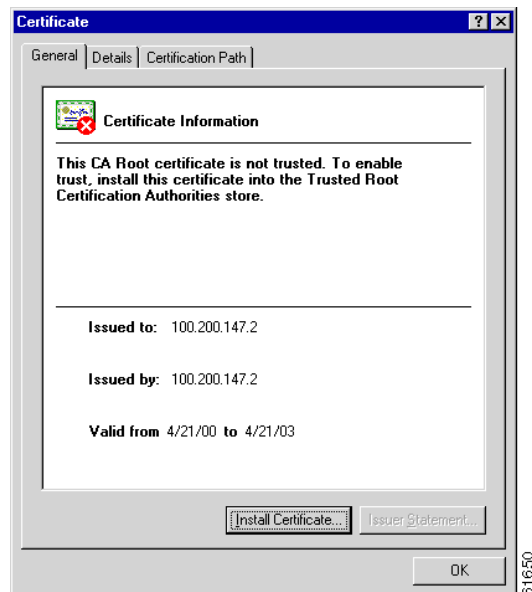 Certificate
General Details Certification Path
Certificate Information
This CA Root certificate is not trusted. To enable
trust, install this certificate into the Trusted Root
Certification Authorities store.
Issued to: 100.200.147.2
Issued by: 100.200.147.2
Valid from 4/21/00 to 4/21/03
Install Certificate... Issuer Statement...
OK
61650